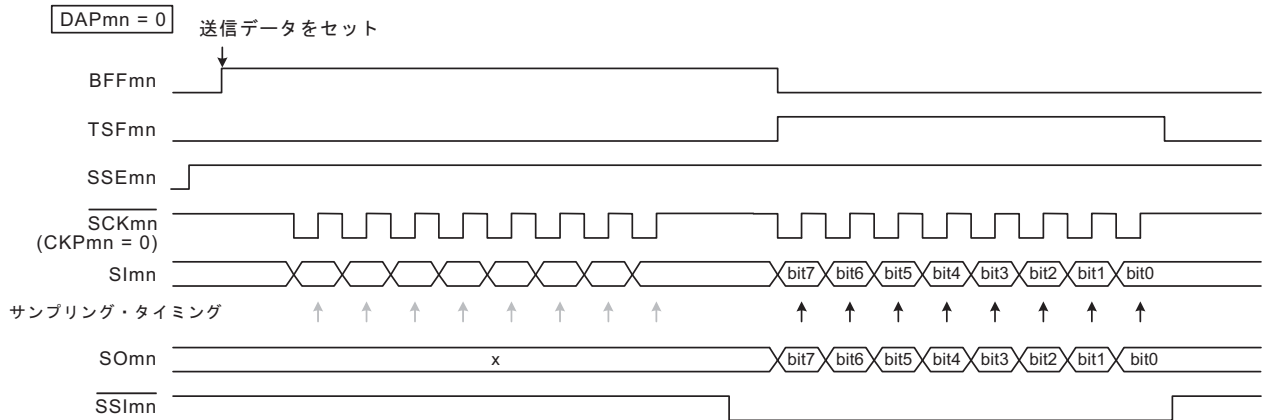 DAPmn = 0
送信データをセット
BFFmn
TSFmn
SSEmn
SCKmn
(CKPmn = 0)
SImn
bit7 bit6 bit5 bit4 bit3 bit2 bit1 bit0
サンプリング・タイミング
SOmn
x
bit7 bit6 bit5 bit4 bit3 bit2 bit1 bit0
SSImn